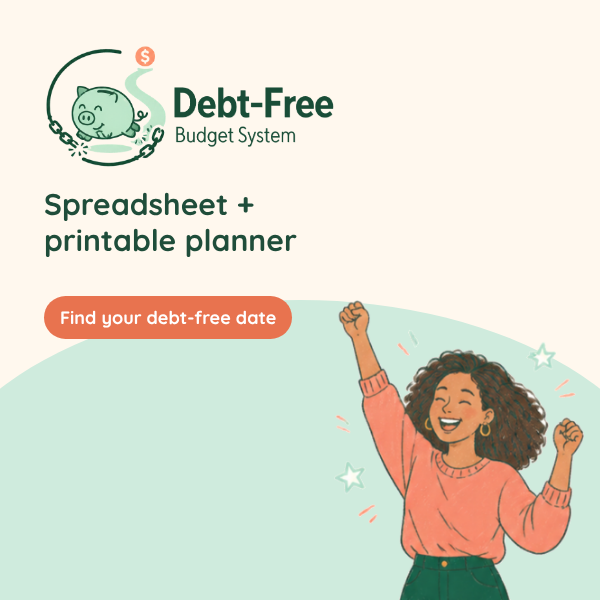 $
Debt-Free
Budget System
Spreadsheet +
printable planner
Find your debt-free date